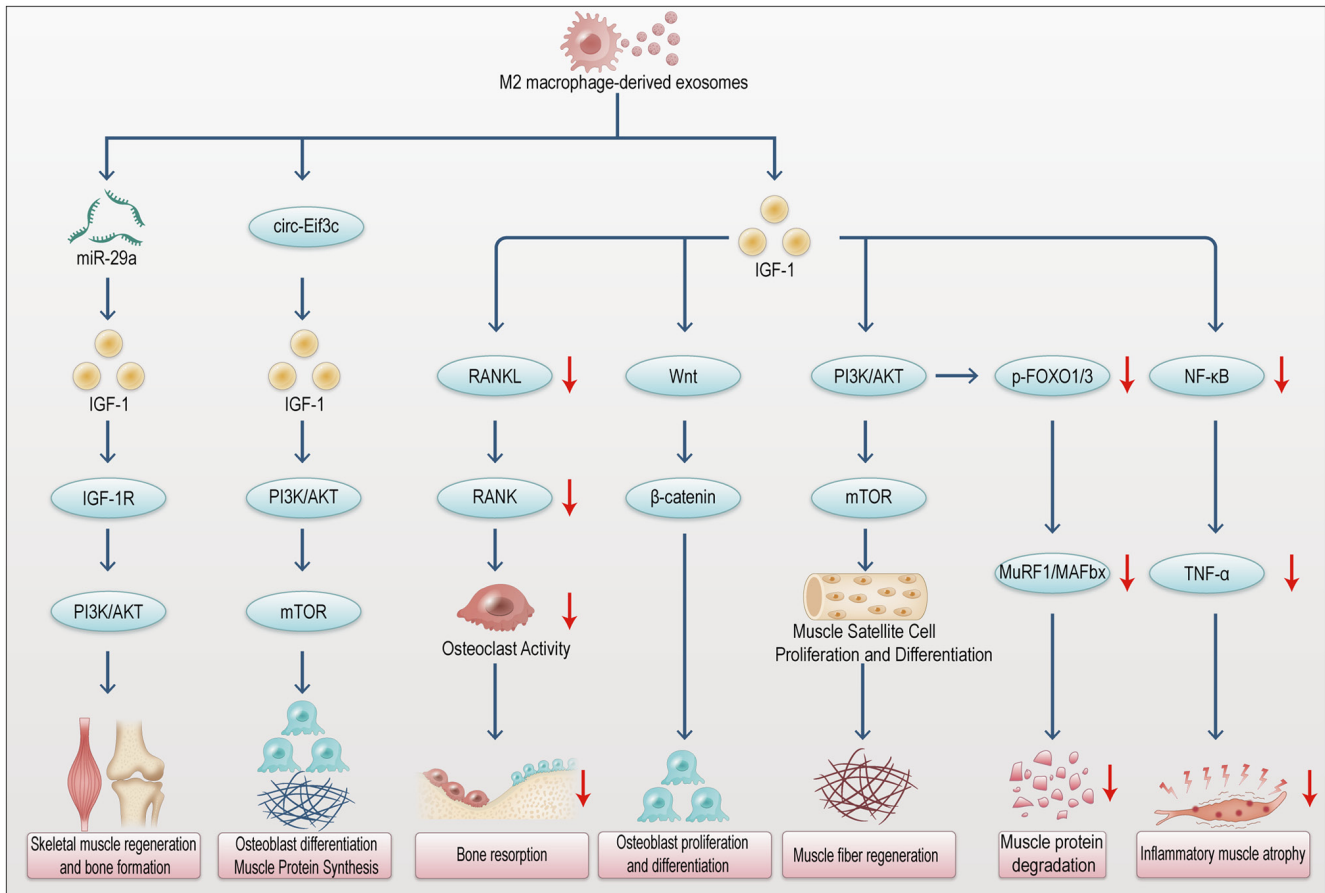 M2 macrophage-derived exosomes
miR-29a
circ-Eif3c
IGF-1
IGF-1
IGF-1
RANKL
Wnt
PI3K/AKT
p-FOXO1/3
NF-κB
IGF-1R
PI3K/AKT
RANK
β-catenin
mTOR
MuRF1/MAFbx
TNF-α
PI3K/AKT
mTOR
Osteoclast Activity
Muscle Satellite Cell
Proliferation and Differentiation
Skeletal muscle regeneration
and bone formation
Osteoblast differentiation
Muscle Protein Synthesis
Bone resorption
Osteoblast proliferation
and differentiation
Muscle fiber regeneration
Muscle protein
degradation
Inflammatory muscle atrophy